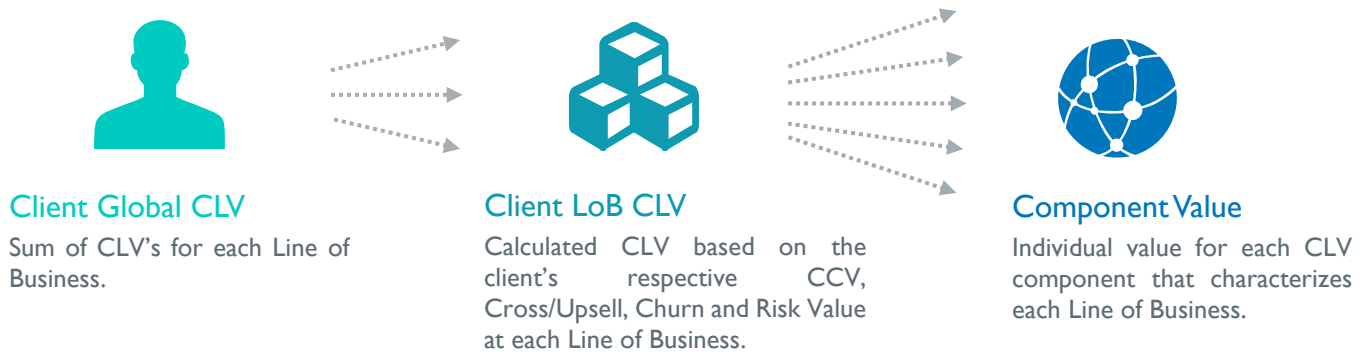 Client Global CLV
Sum of CLV's for each Line of
Business.
Client LoB CLV
Calculated CLV based on the
client's respective CCV,
Cross/Upsell, Churn and Risk Value
at each Line of Business.
Component Value
Individual value for each CLV
component that characterizes
each Line of Business.